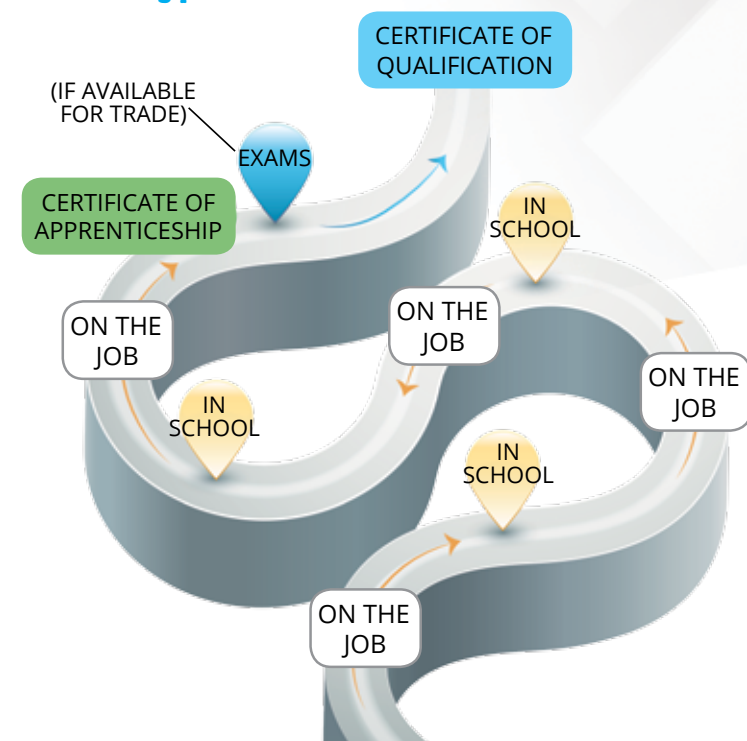 CERTIFICATE OF
QUALIFICATION
(IF AVAILABLE
FOR TRADE)
EXAMS
CERTIFICATE OF
APPRENTICESHIP
IN
SCHOOL
ON THE
JOB
ON THE
JOB
ON THE
JOB
IN
SCHOOL
IN
SCHOOL
ON THE
JOB